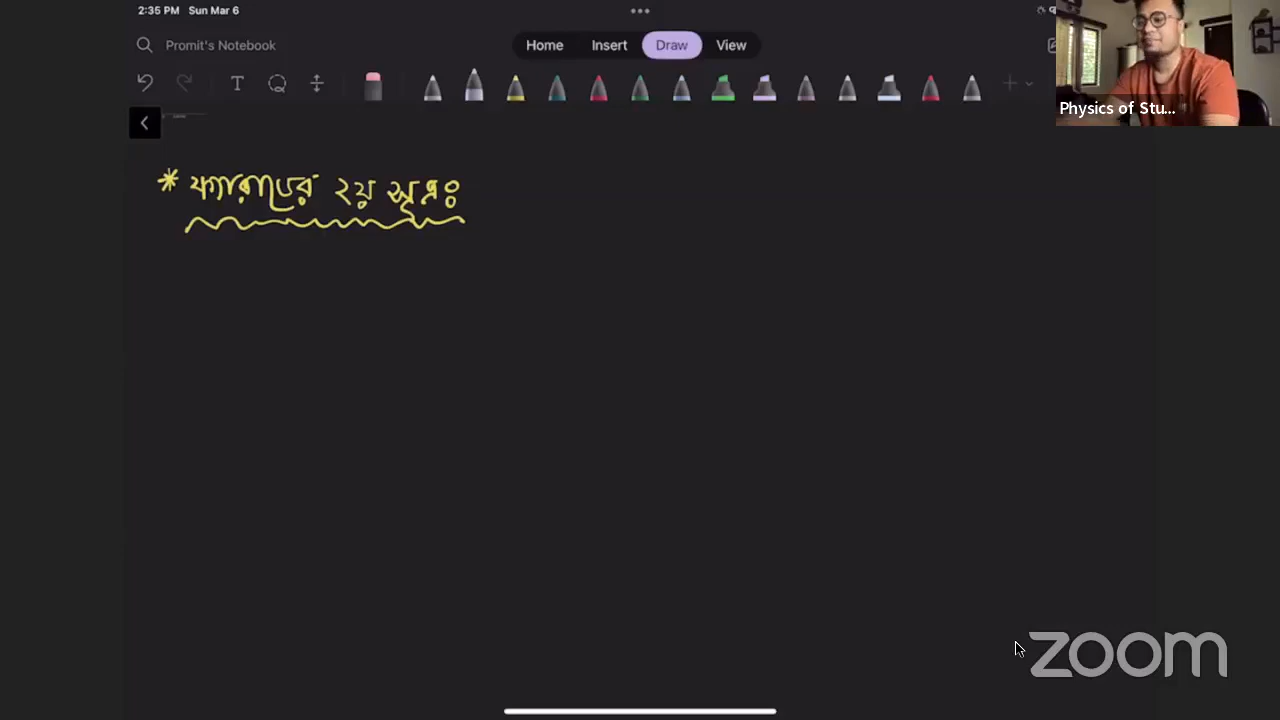 2:35 PM Sun Mar 6
Promit's Notebook
Home Insert Draw View
T
Physics of Stu...
* ফ্যারাডের ২য় সূত্রঃ
zoom